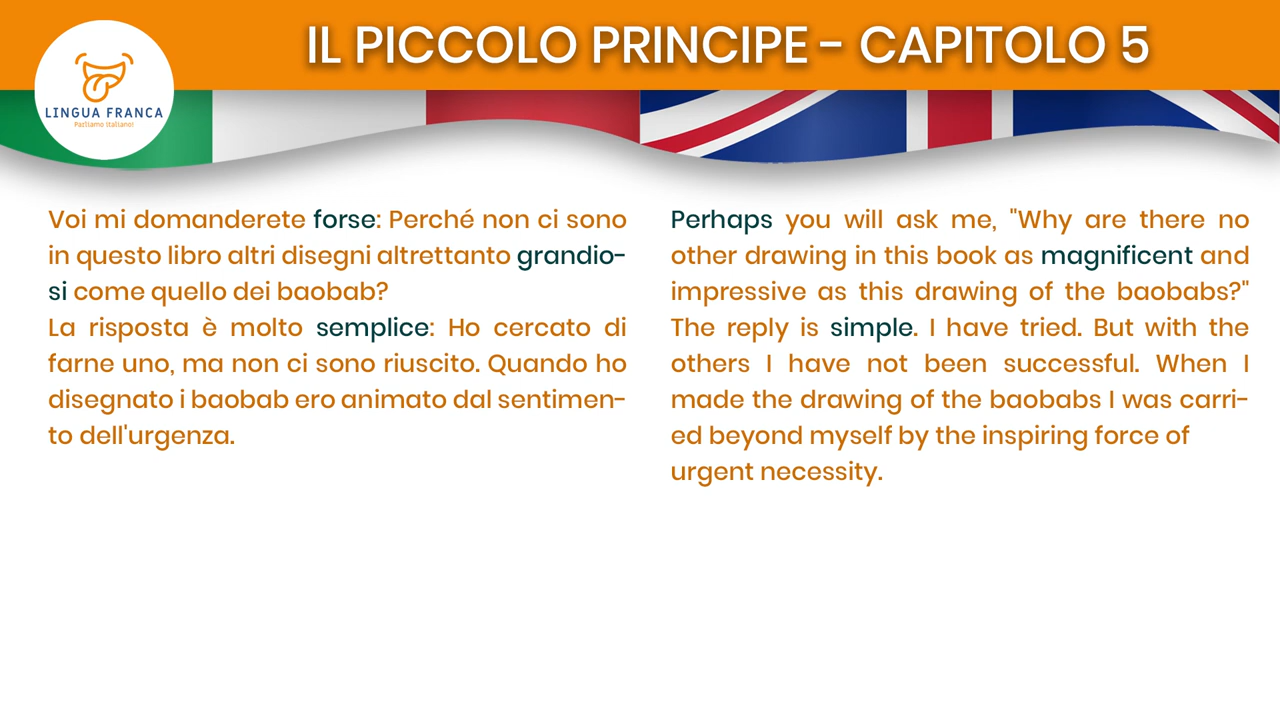 IL PICCOLO PRINCIPE - CAPITOLO 5
LINGUA FRANCA
Parliamo Italiano!
Voi mi domanderete forse: Perché non ci sono
in questo libro altri disegni altrettanto grandio-
si come quello dei baobab?
La risposta è molto semplice: Ho cercato di
farne uno, ma non ci sono riuscito. Quando ho
disegnato i baobab ero animato dal sentimen-
to dell'urgenza.
Perhaps you will ask me, "Why are there no
other drawing in this book as magnificent and
impressive as this drawing of the baobabs?"
The reply is simple. I have tried. But with the
others I have not been successful. When I
made the drawing of the baobabs I was carri-
ed beyond myself by the inspiring force of
urgent necessity.